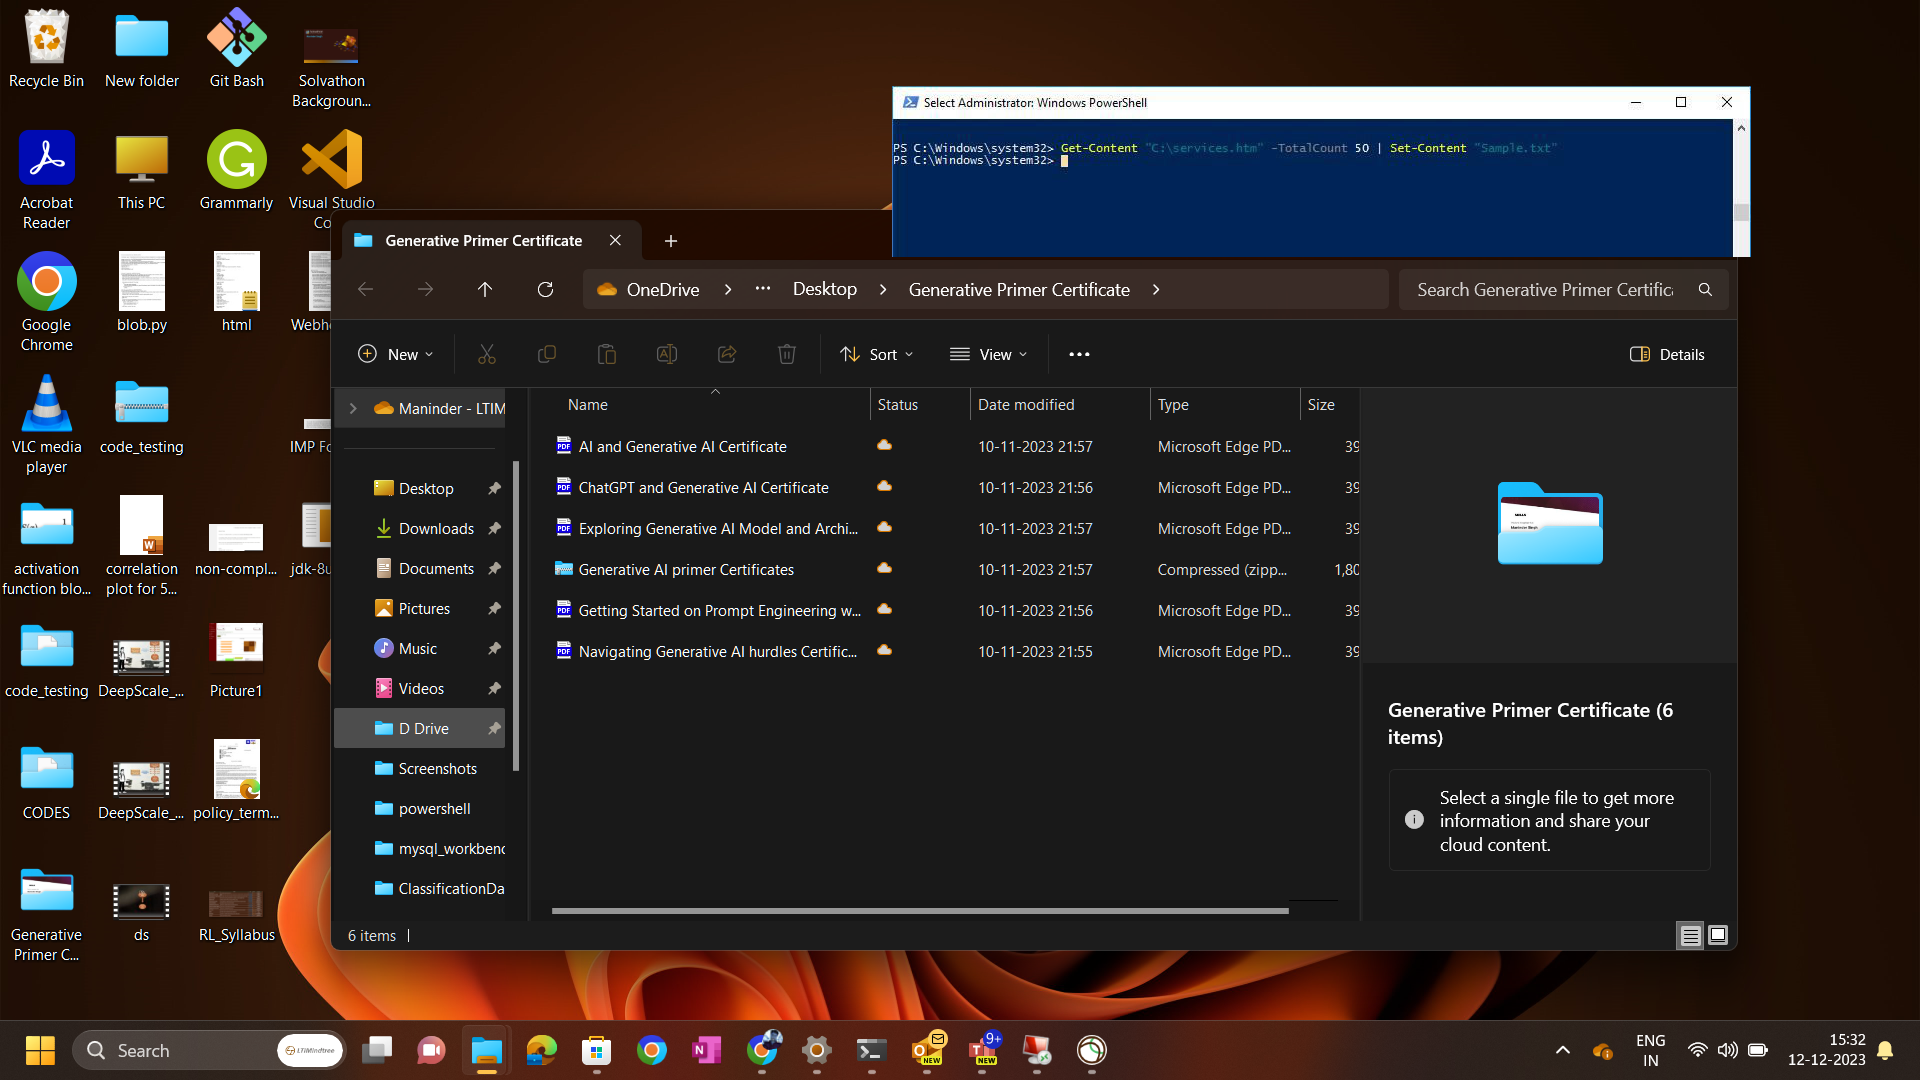 Recycle Bin
New folder
Git Bash
Solvathon
Backgroun...
Acrobat
Reader
This PC
Grammarly
Visual Studio
Co
Google
Chrome
blob.py
html
Webh
VLC media
player
code_testing
IMP Fo
activation
function blo...
correlation
plot for 5...
non-compl...
jdk-8u
code_testing
DeepScale_...
Picture1
CODES
DeepScale_...
policy_term...
Generative
Primer C...
ds
RL_Syllabus
Select Administrator: Windows PowerShell
PS C:\Windows\system32> Get-Content "C:\services.htm" -TotalCount 50 | Set-Content "Sample.txt"
PS C:\Windows\system32>
Generative Primer Certificate
OneDrive > ... Desktop > Generative Primer Certificate >
Search Generative Primer Certific
New
Sort
View
...
Details
Maninder - LTIM
Desktop
Downloads
Documents
Pictures
Music
Videos
D Drive
Screenshots
powershell
mysql_workben
ClassificationDa
Name Status Date modified Type Size
AI and Generative AI Certificate 10-11-2023 21:57 Microsoft Edge PD... 39
ChatGPT and Generative AI Certificate 10-11-2023 21:56 Microsoft Edge PD... 39
Exploring Generative AI Model and Archi... 10-11-2023 21:57 Microsoft Edge PD... 39
Generative AI primer Certificates 10-11-2023 21:57 Compressed (zipp... 1,80
Getting Started on Prompt Engineering w... 10-11-2023 21:56 Microsoft Edge PD... 39
Navigating Generative AI hurdles Certific... 10-11-2023 21:55 Microsoft Edge PD... 39
Generative Primer Certificate (6
items)
Select a single file to get more
information and share your
cloud content.
6 items
Search
LTIMindtree
NEW
9+
NEW
ENG
IN
15:32
12-12-2023